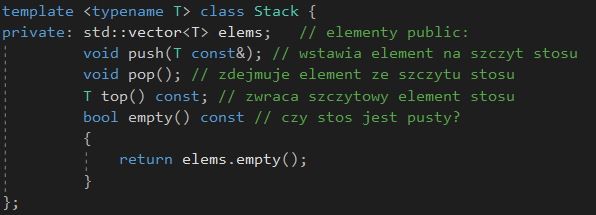 template <typename T> class Stack {
private: std::vector<T> elems;   // elementy public:
         void push(T const&); // wstawia element na szczyt stosu
         void pop(); // zdejmuje element ze szczytu stosu
         T top() const; // zwraca szczytowy element stosu
         bool empty() const // czy stos jest pusty?
         {
             return elems.empty();
         }
};